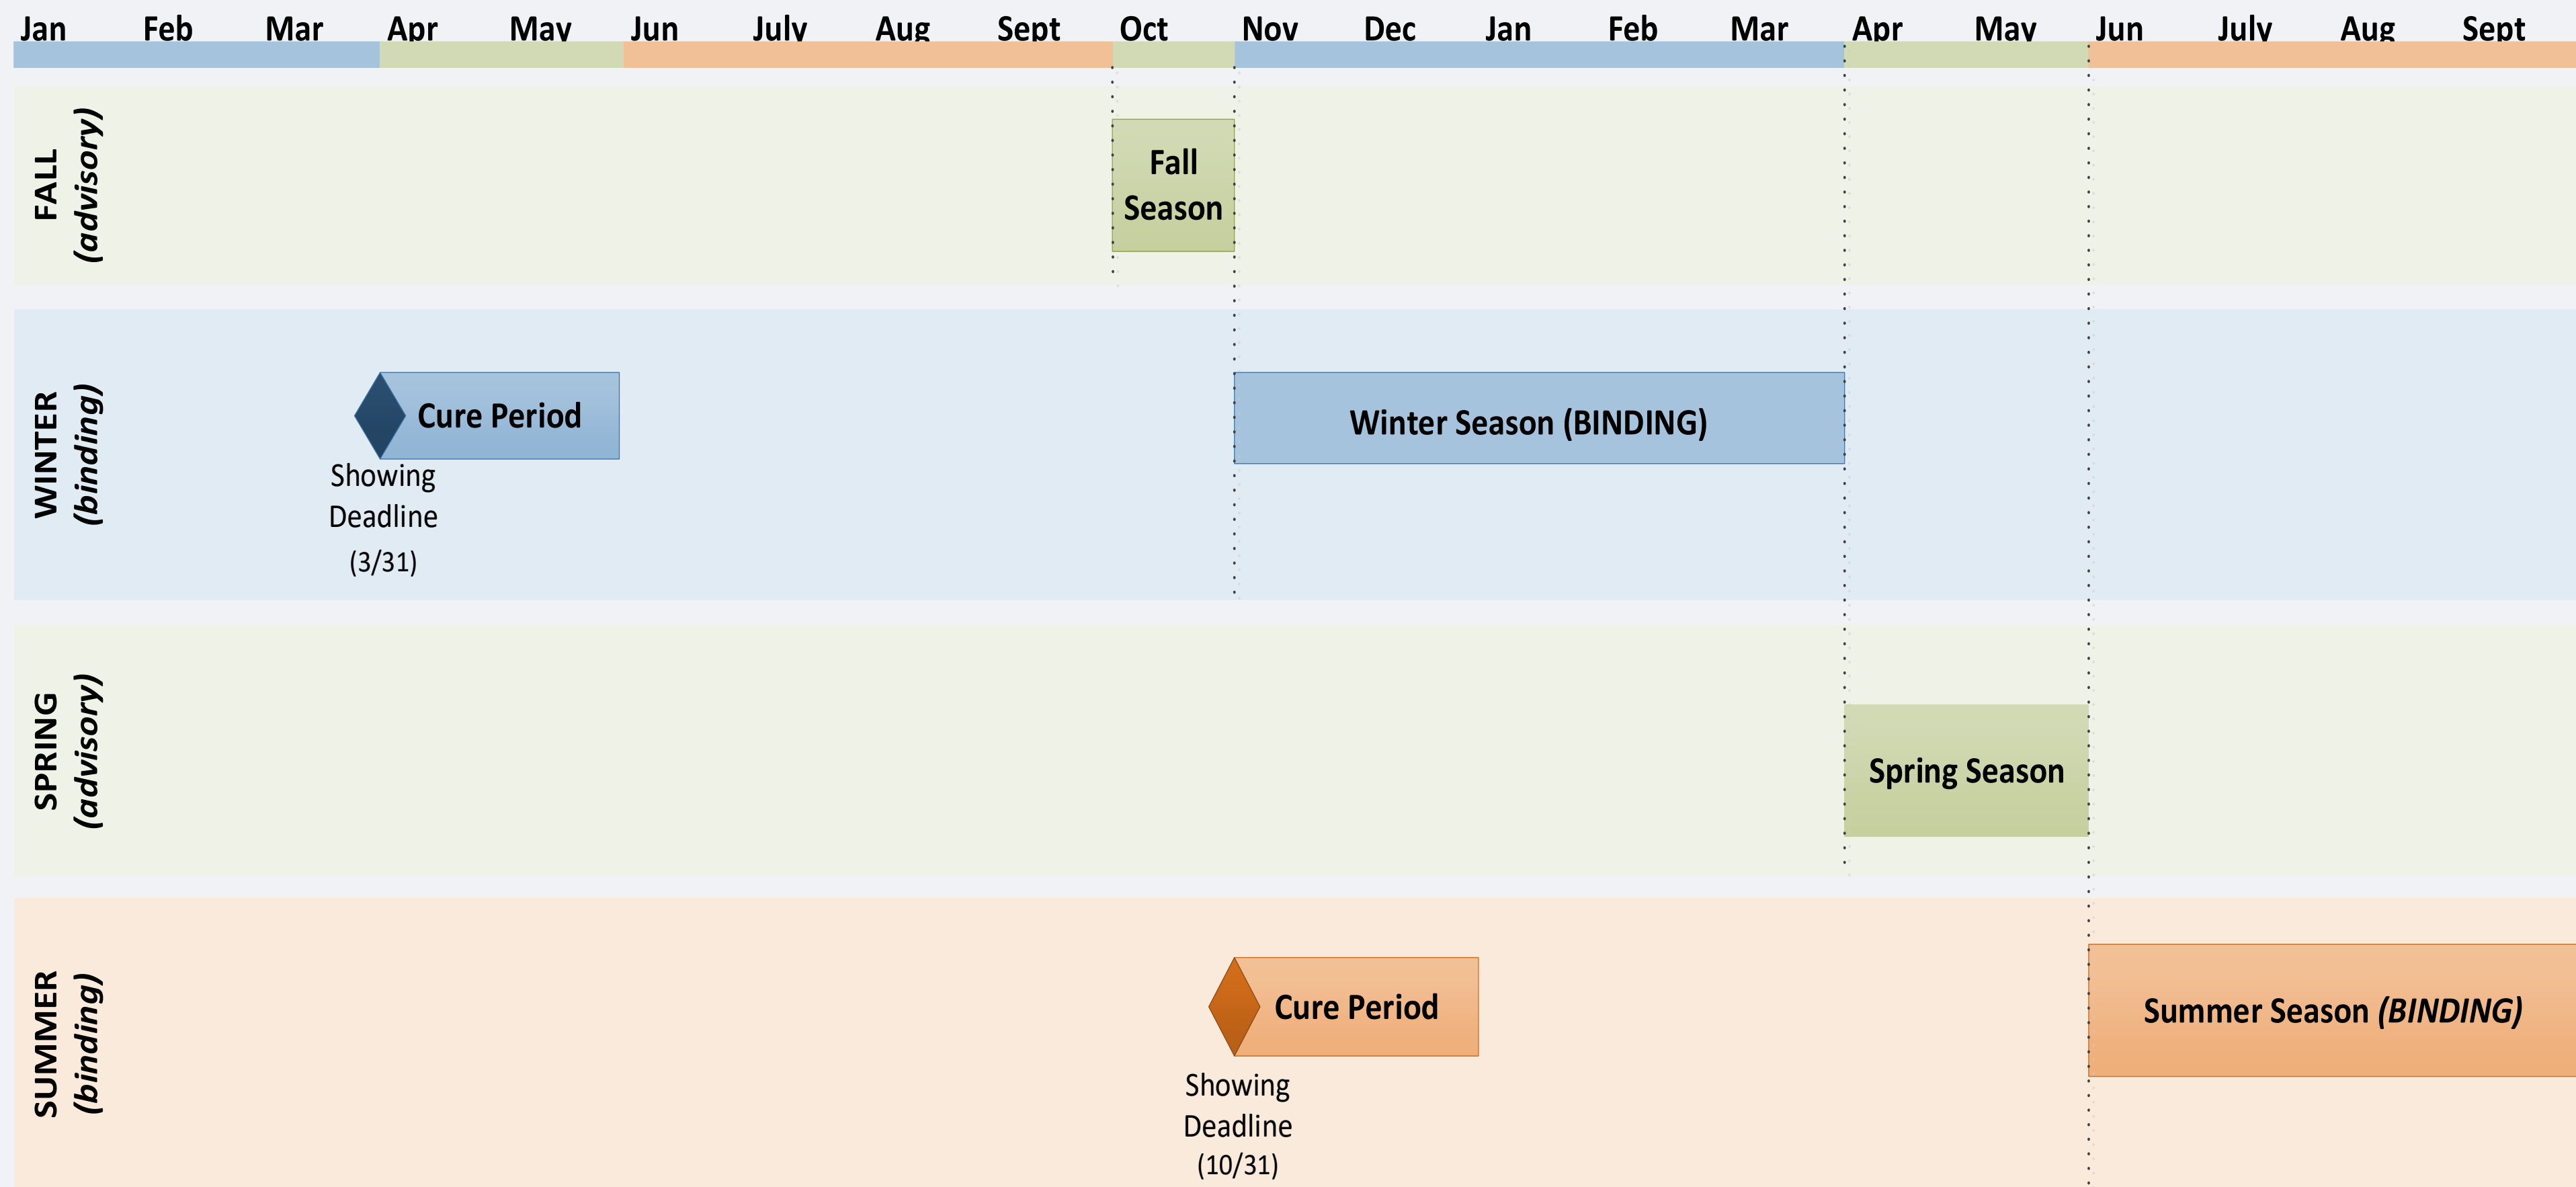 Jan Feb Mar Apr May Jun July Aug Sept Oct Nov Dec Jan Feb Mar Apr May Jun July Aug Sept
FALL
(advisory)
Fall
Season
WINTER
(binding)
Cure Period
Showing
Deadline
(3/31)
Winter Season (BINDING)
SPRING
(advisory)
Spring Season
SUMMER
(binding)
Cure Period
Showing
Deadline
(10/31)
Summer Season (BINDING)